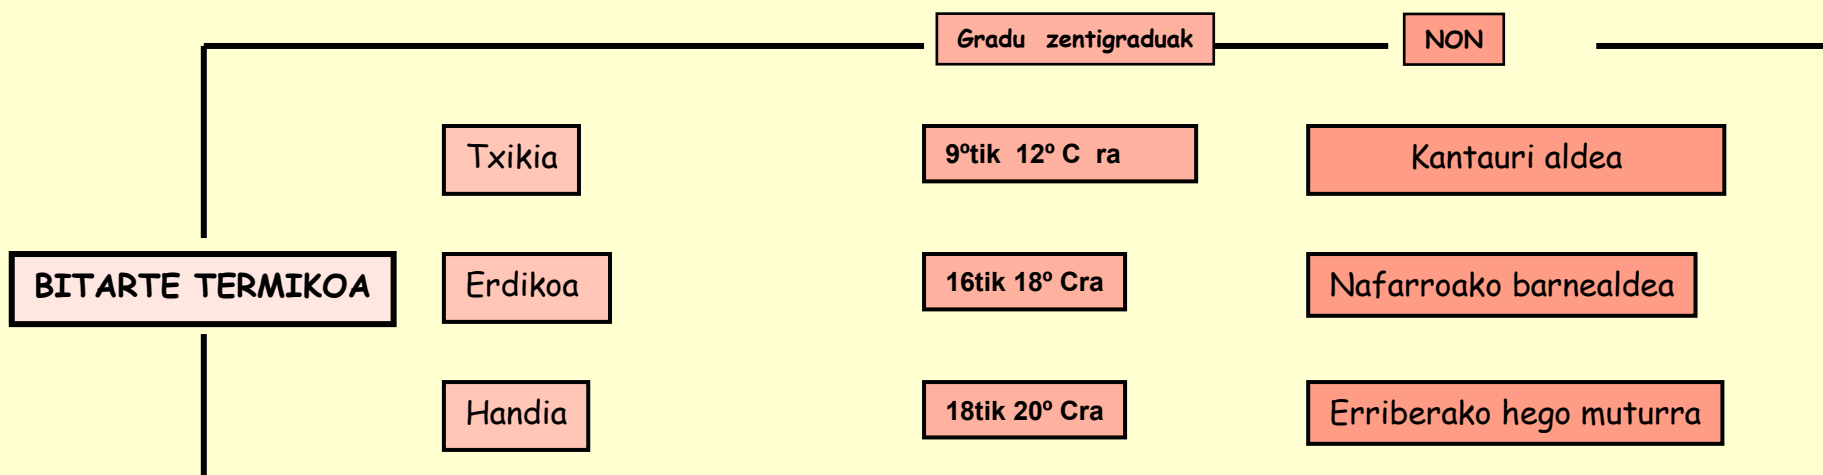 Gradu zentigraduak NON
Txikia 9ºtik 12º C ra Kantauri aldea
BITARTE TERMIKOA Erdikoa 16tik 18º Cra Nafarroako barnealdea
Handia 18tik 20º Cra Erriberako hego muturra